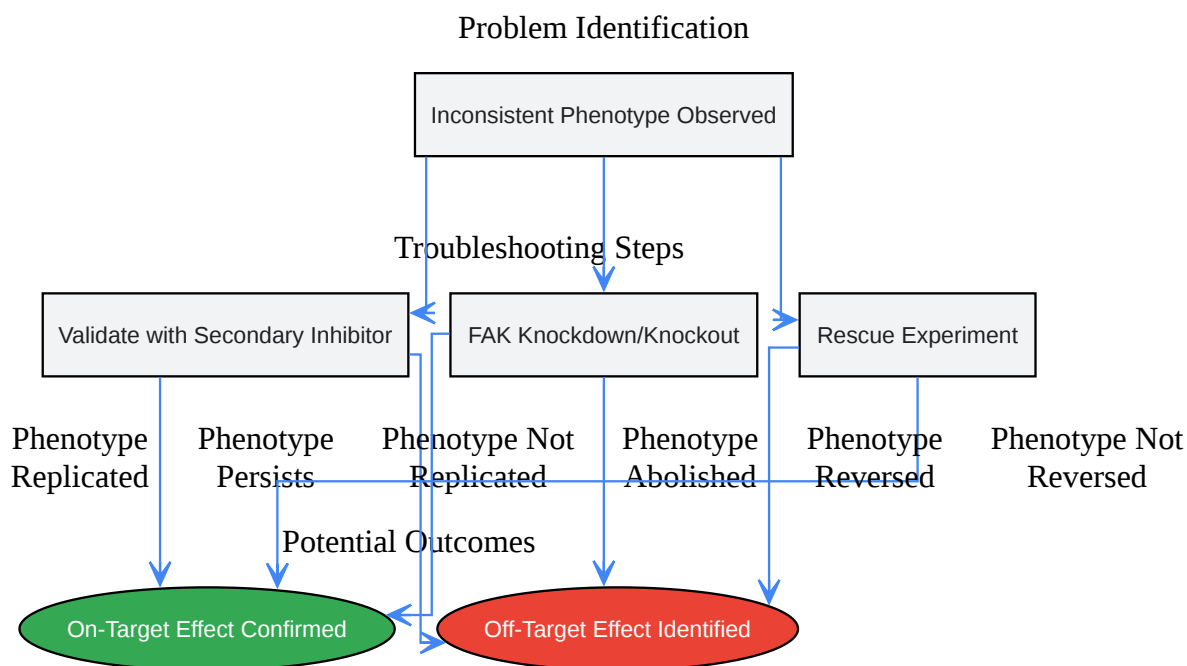 Problem Identification
Inconsistent Phenotype Observed
Troubleshooting Steps
Validate with Secondary Inhibitor
FAK Knockdown/Knockout
Rescue Experiment
Phenotype
Replicated
Phenotype
Persists
Phenotype Not
Replicated
Phenotype
Abolished
Phenotype
Reversed
Phenotype Not
Reversed
Potential Outcomes
On-Target Effect Confirmed
Off-Target Effect Identified